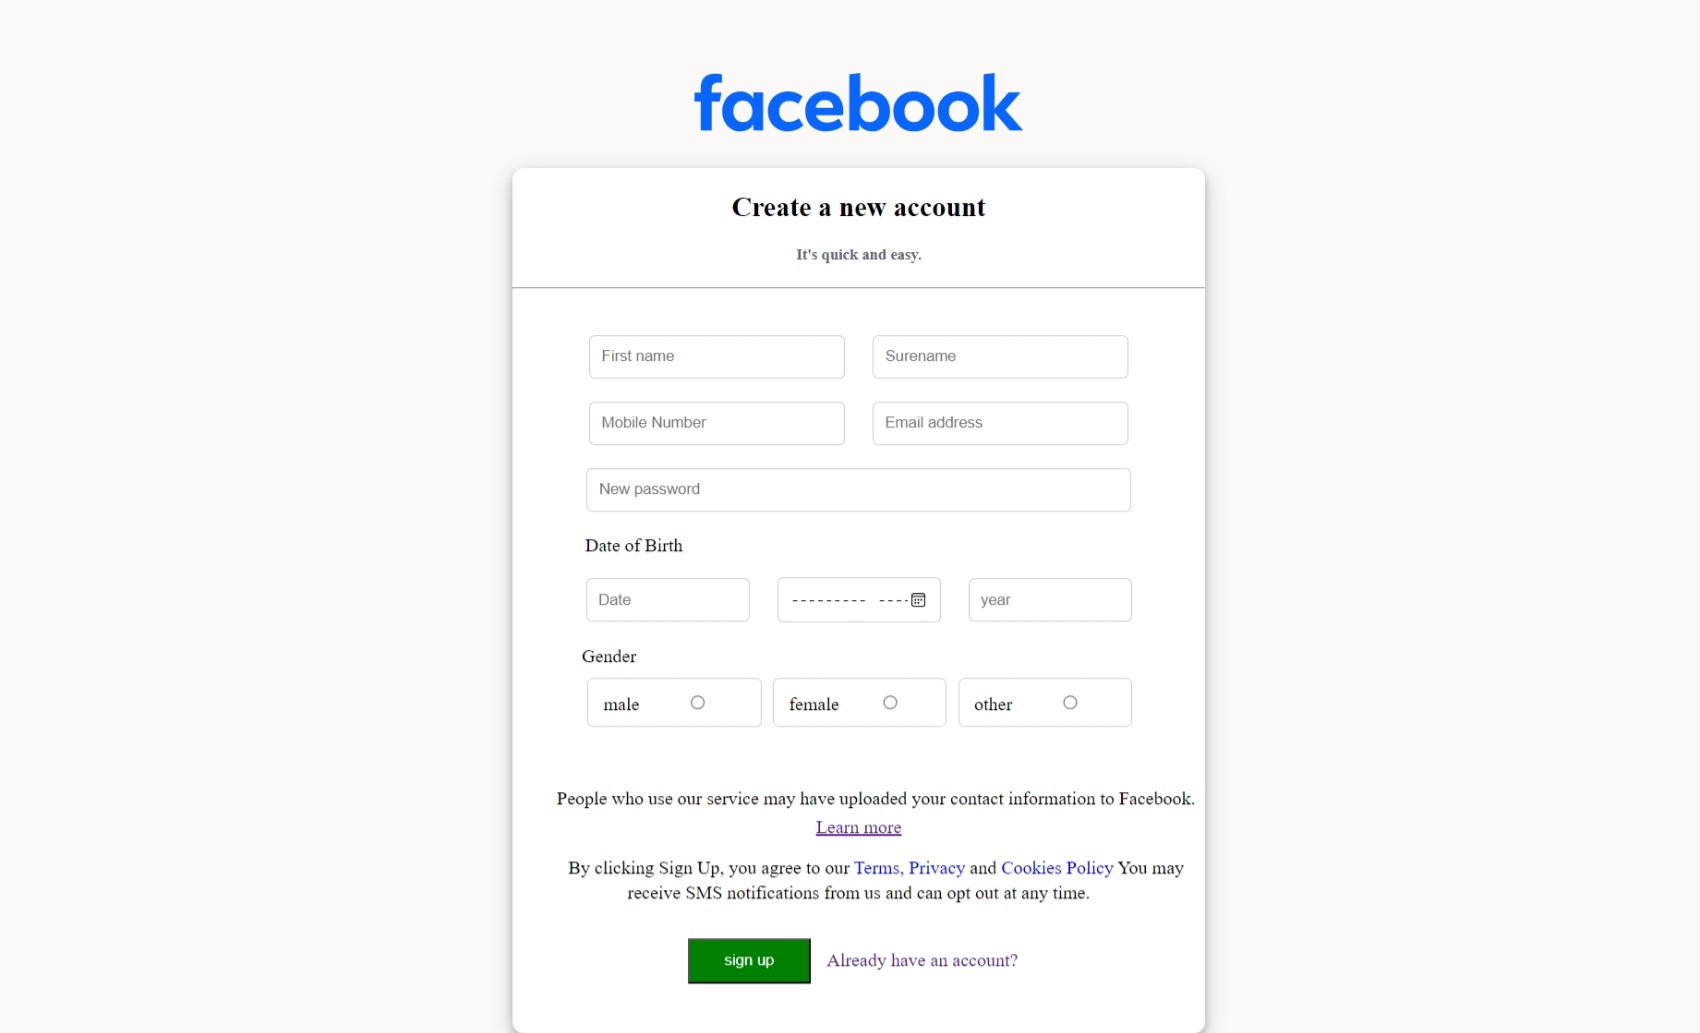 facebook
Create a new account
It's quick and easy.
First name Surename
Mobile Number Email address
New password
Date of Birth
Date --------- ---- year
Gender
male female other
People who use our service may have uploaded your contact information to Facebook.
Learn more
By clicking Sign Up, you agree to our Terms, Privacy and Cookies Policy You may
receive SMS notifications from us and can opt out at any time.
sign up Already have an account?